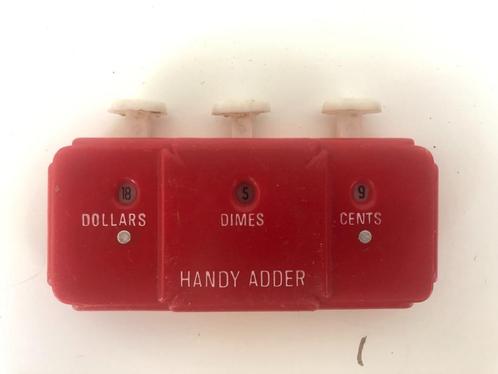 18 5 9
DOLLARS DIMES CENTS
HANDY ADDER